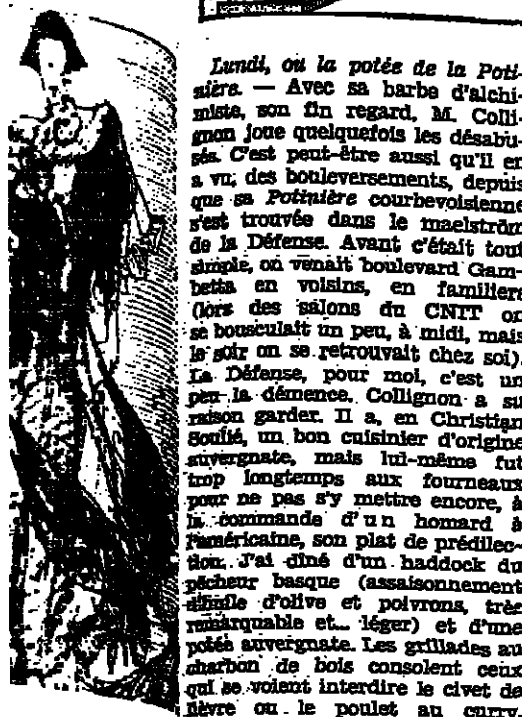 Lundi, ou la potée de la Poti-
nière. — Avec sa barbe d'alchi-
miste, son fin regard, M. Colli-
gnon joue quelquefois les désabu-
sés. C'est peut-être aussi qu'il en
a vu, des bouleversements, depuis
que sa Potinière courbevoisienne
s'est trouvée dans le maelström
de la Défense. Avant c'était tout
simple, on venait boulevard Gam-
betta en voisins, en familiers
(lors des salons du CNIT on
se bousculait un peu, à midi, mais
le soir on se retrouvait chez soi).
La Défense, pour moi, c'est un
peu la démence. Collignon a su
raison garder. Il a, en Christian
Soulié, un bon cuisinier d'origine
auvergnate, mais lui-même fut
trop longtemps aux fourneaux
pour ne pas s'y mettre encore, à
la commande d'un homard à
l'américaine, son plat de prédilec-
tion. J'ai dîné d'un haddock du
pêcheur basque (assaisonnement
d'huile d'olive et poivrons, très
remarquable et... léger) et d'une
potée auvergnate. Les grillades au
charbon de bois consolent ceux
qui se voient interdire le civet de
lièvre ou le poulet au curry.